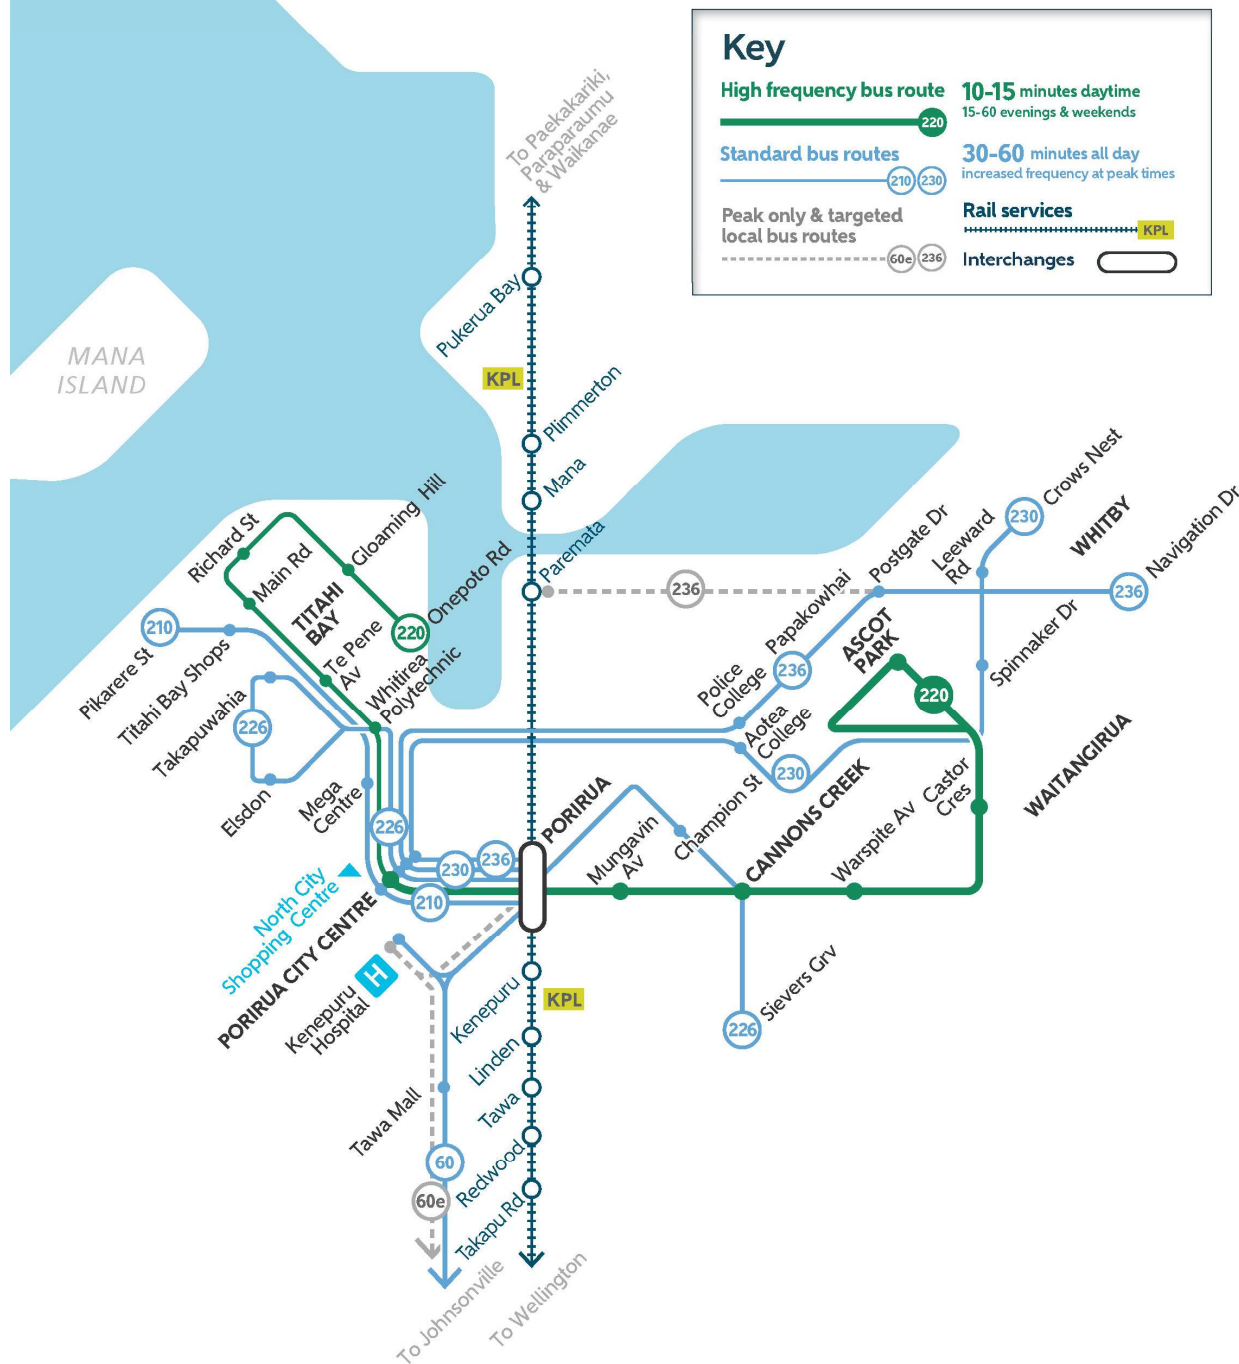 Key
High frequency bus route
220
10-15 minutes daytime
15-60 evenings & weekends
Standard bus routes
210 230
30-60 minutes all day
increased frequency at peak times
Peak only & targeted
local bus routes
60e 236
Rail services
KPL
Interchanges
To Paekakariki,
Paraparaumu
& Waikanae
MANA
ISLAND
Pukerua Bay
KPL
Plimmerton
Mana
Paremata
236
Richard St
Main Rd
Gloaming Hill
Onepoto Rd
TITAHI
BAY
220
210
Pikarere St
Titahi Bay Shops
Te Pene
Av
Whitirea
Polytechnic
Takapuwahia
226
Elsdon
Mega
Centre
226
230
236
210
North City
Shopping Centre
PORIRUA CITY CENTRE
Kenepuru
Hospital
H
PORIRUA
Mungavin
Av
Champion St
CANNONS CREEK
Warspite Av
Castor
Cres
WAITANGIRUA
Police
College
Aotea
College
230
236
Papakowhai
Postgate Dr
ASCOT
PARK
220
Leeward
Rd
230
Crows Nest
WHITBY
Navigation Dr
236
Spinnaker Dr
Sievers Grv
226
Kenepuru
KPL
Linden
Tawa
Redwood
Takapu Rd
Tawa Mall
60
60e
To Johnsonville
To Wellington